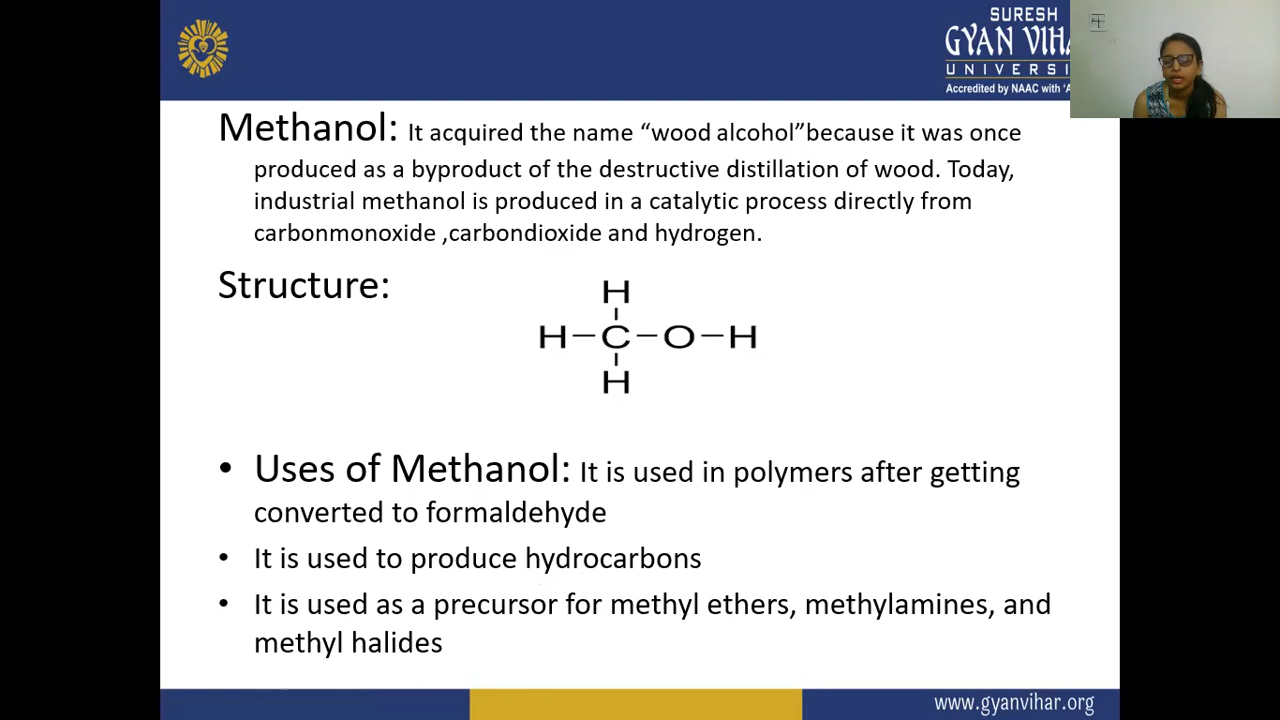 SURESH
GYAN VIHA
UNIVERSI
Accredited by NAAC with 'A
Methanol: It acquired the name “wood alcohol”because it was once
produced as a byproduct of the destructive distillation of wood. Today,
industrial methanol is produced in a catalytic process directly from
carbonmonoxide ,carbondioxide and hydrogen.
Structure:
H
H – C – O – H
H
• Uses of Methanol: It is used in polymers after getting
converted to formaldehyde
• It is used to produce hydrocarbons
• It is used as a precursor for methyl ethers, methylamines, and
methyl halides
www.gyanvihar.org